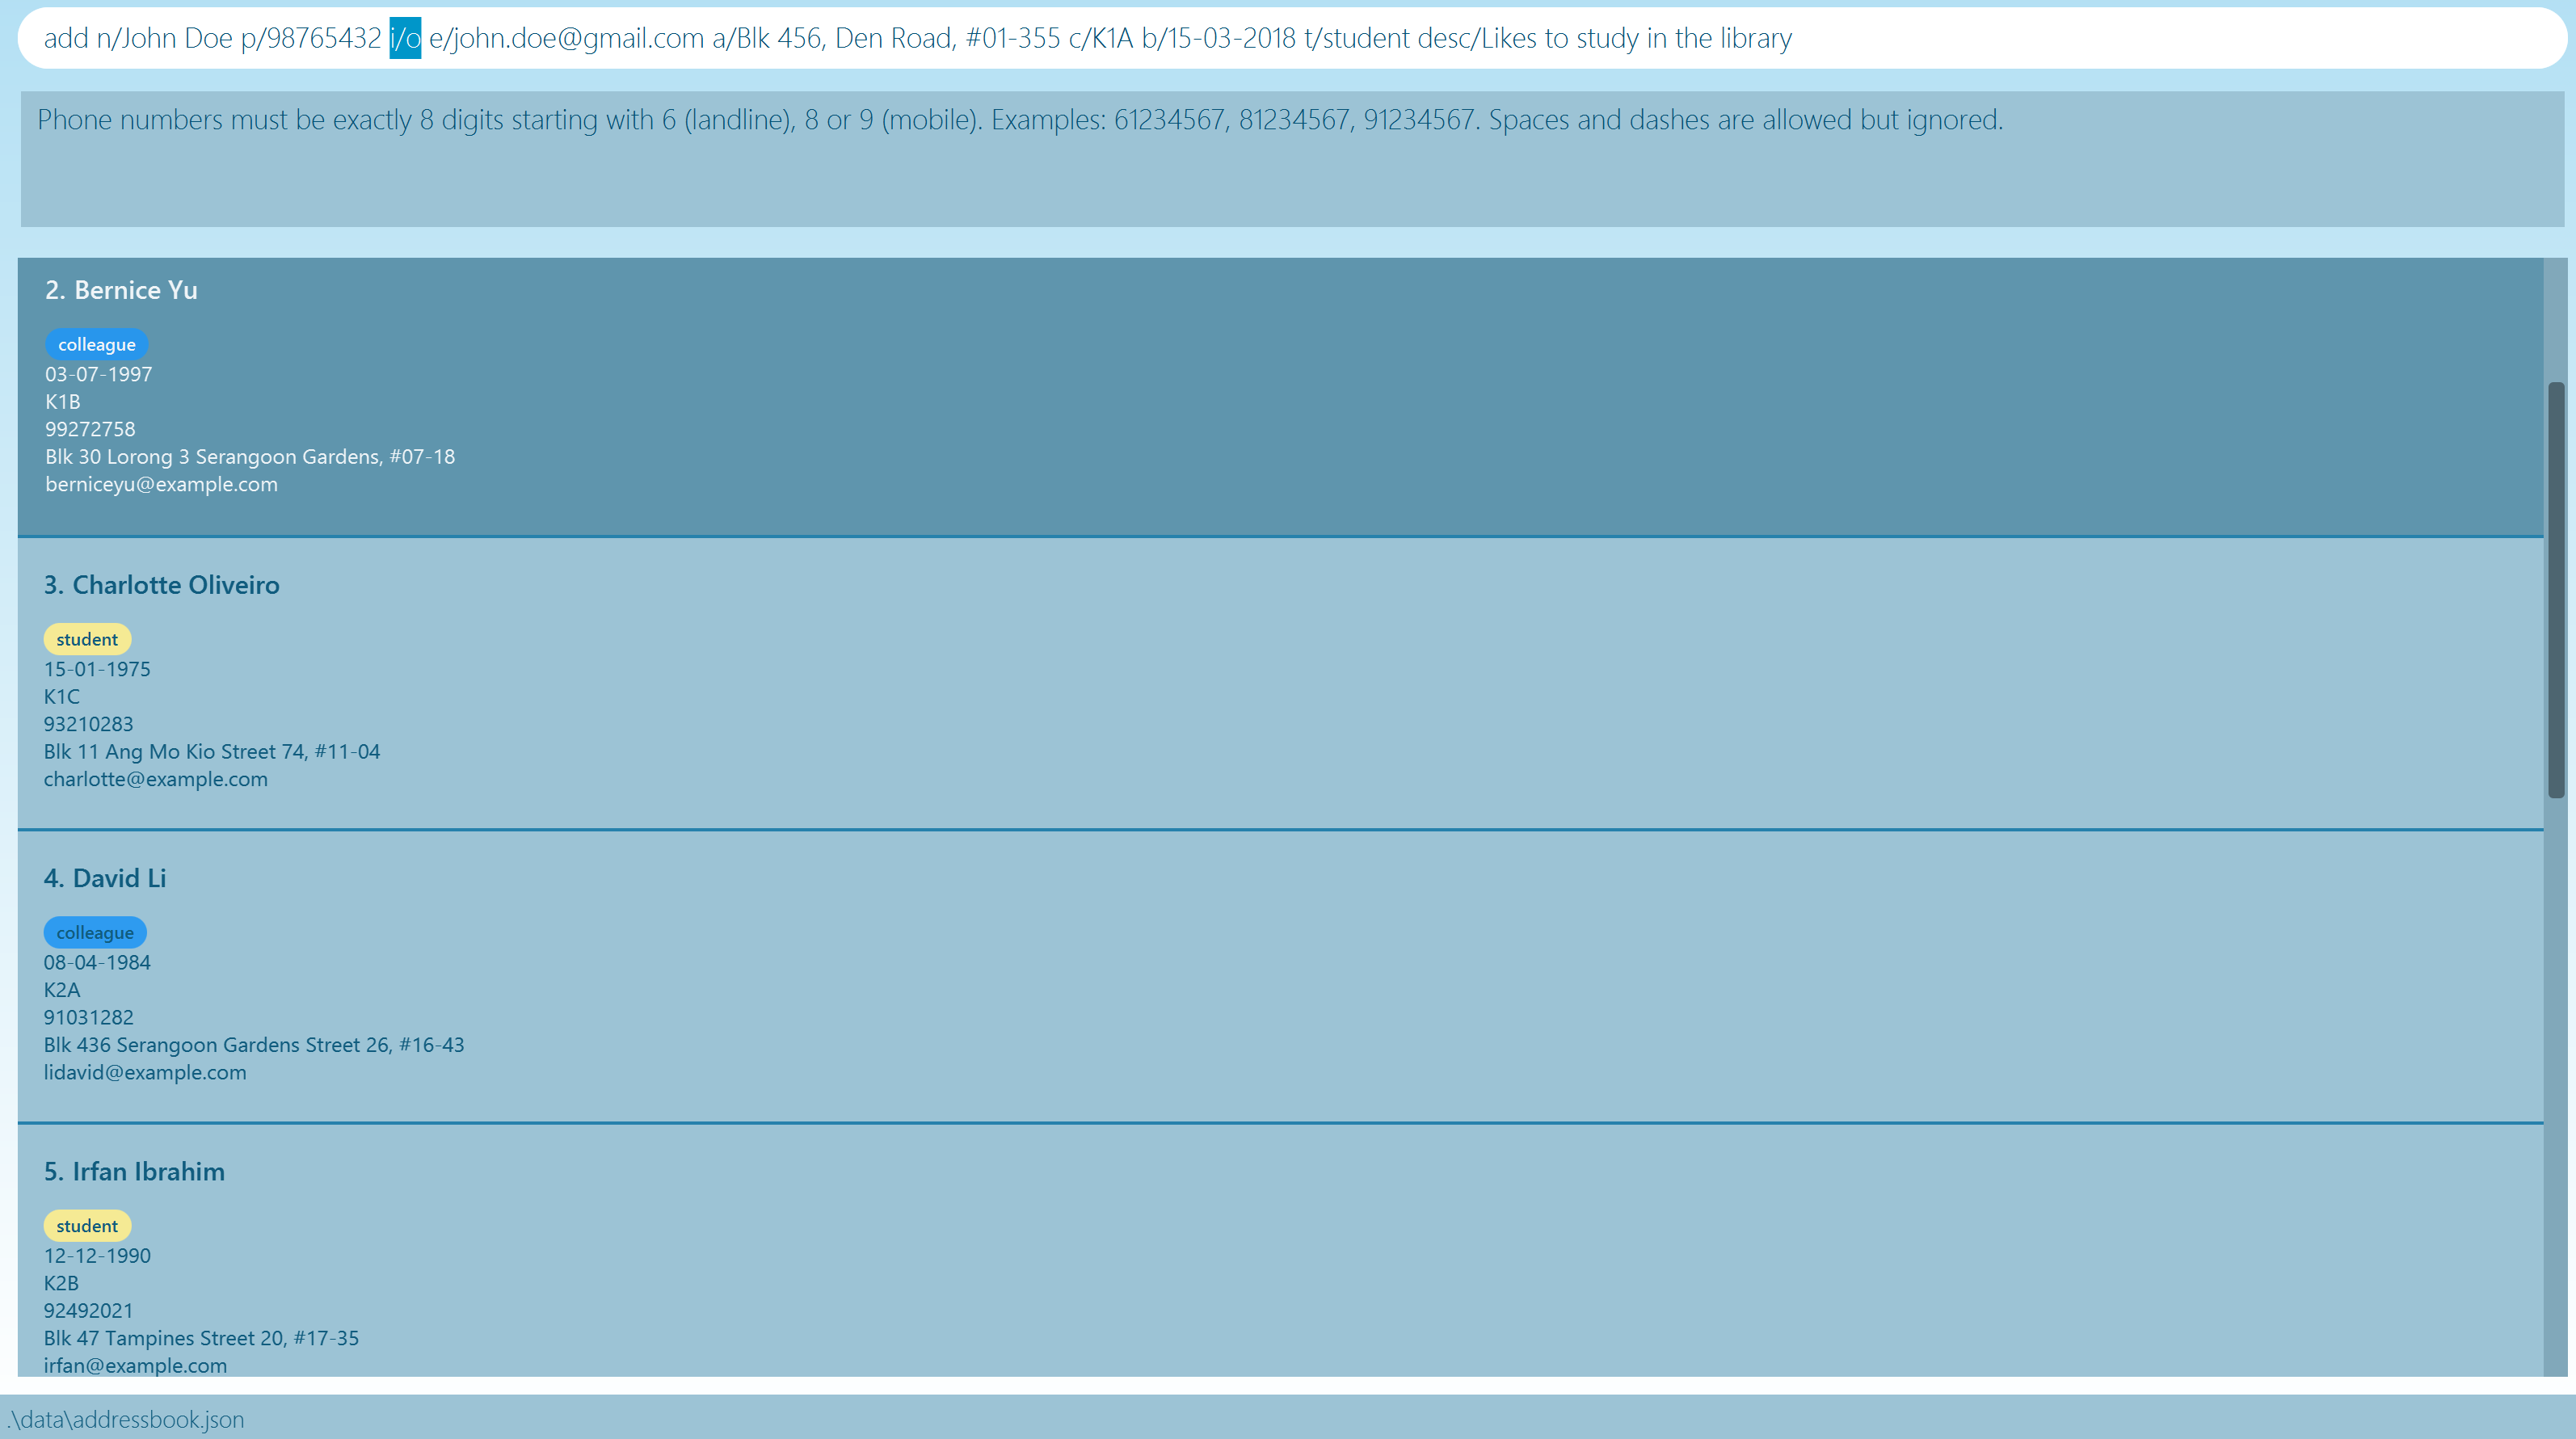 add n/John Doe p/98765432 i/o e/john.doe@gmail.com a/Blk 456, Den Road, #01-355 c/K1A b/15-03-2018 t/student desc/Likes to study in the library
Phone numbers must be exactly 8 digits starting with 6 (landline), 8 or 9 (mobile). Examples: 61234567, 81234567, 91234567. Spaces and dashes are allowed but ignored.
2. Bernice Yu
colleague
03-07-1997
K1B
99272758
Blk 30 Lorong 3 Serangoon Gardens, #07-18
berniceyu@example.com
3. Charlotte Oliveiro
student
15-01-1975
K1C
93210283
Blk 11 Ang Mo Kio Street 74, #11-04
charlotte@example.com
4. David Li
colleague
08-04-1984
K2A
91031282
Blk 436 Serangoon Gardens Street 26, #16-43
lidavid@example.com
5. Irfan Ibrahim
student
12-12-1990
K2B
92492021
Blk 47 Tampines Street 20, #17-35
irfan@example.com
.\data\addressbook.json